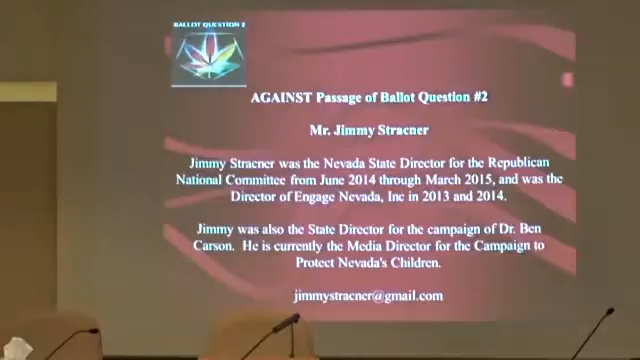 BALLOT QUESTION 2
AGAINST Passage of Ballot Question #2
Mr. Jimmy Stracner
Jimmy Stracner was the Nevada State Director for the Republican
National Committee from June 2014 through March 2015, and was the
Director of Engage Nevada, Inc in 2013 and 2014.
Jimmy was also the State Director for the campaign of Dr. Ben
Carson. He is currently the Media Director for the Campaign to
Protect Nevada's Children.
jimmystracner@gmail.com